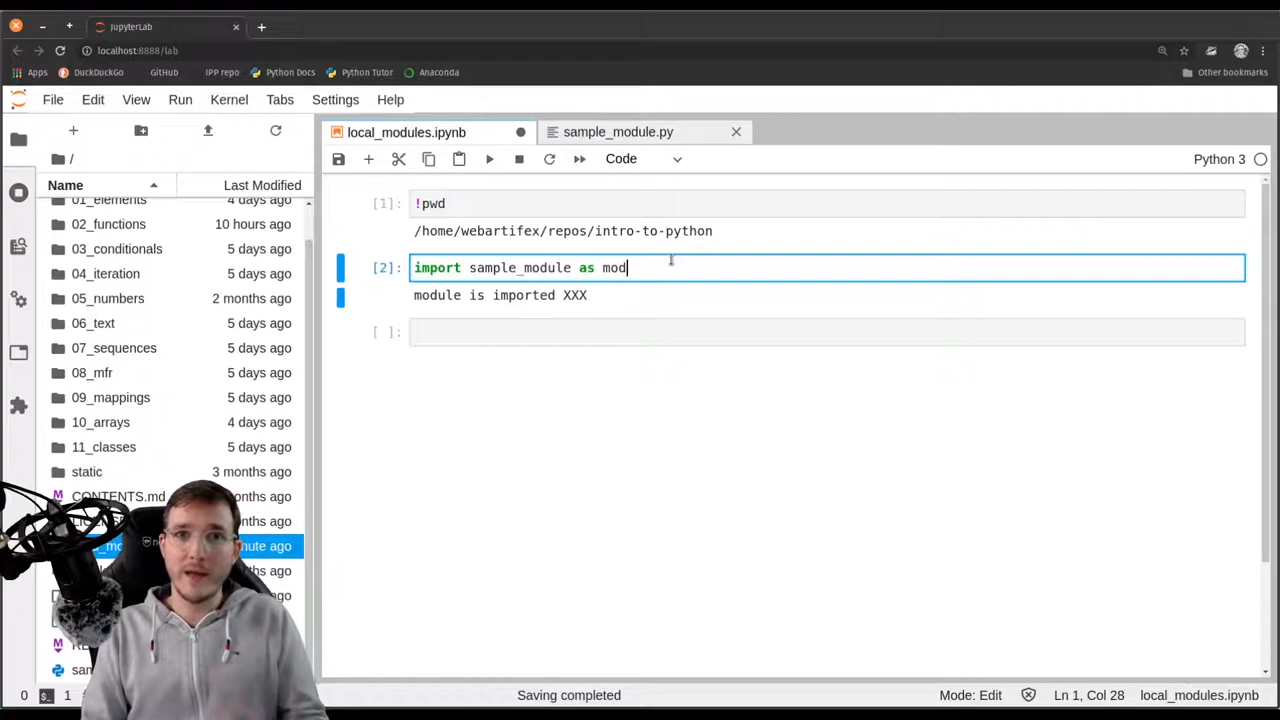 JupyterLab
localhost:8888/lab
Apps DuckDuckGo GitHub IPP repo Python Docs Python Tutor Anaconda Other bookmarks
File Edit View Run Kernel Tabs Settings Help
local_modules.ipynb sample_module.py
/ Code Python 3
Name Last Modified
01_elements 4 days ago
02_functions 10 hours ago
03_conditionals 5 days ago
04_iteration 5 days ago
05_numbers 2 months ago
06_text 5 days ago
07_sequences 5 days ago
08_mfr 5 days ago
09_mappings 5 days ago
10_arrays 4 days ago
11_classes 5 days ago
static 3 months ago
CONTENTS.md
[1]: !pwd
/home/webartifex/repos/intro-to-python
[2]: import sample_module as mod
module is imported XXX
[ ]:
0 1 Saving completed Mode: Edit Ln 1, Col 28 local_modules.ipynb